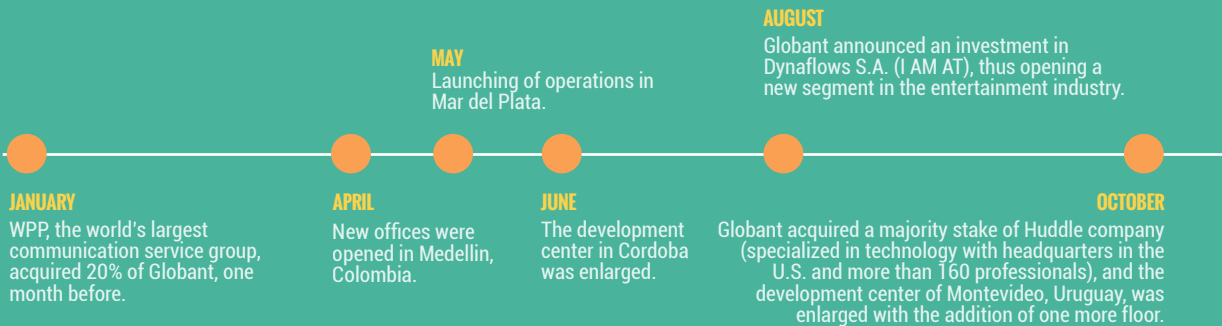 JANUARY
WPP, the world's largest
communication service group,
acquired 20% of Globant, one
month before.
APRIL
New offices were
opened in Medellin,
Colombia.
MAY
Launching of operations in
Mar del Plata.
JUNE
The development
center in Cordoba
was enlarged.
AUGUST
Globant announced an investment in
Dynaflows S.A. (I AM AT), thus opening a
new segment in the entertainment industry.
OCTOBER
Globant acquired a majority stake of Huddle company
(specialized in technology with headquarters in the
U.S. and more than 160 professionals), and the
development center of Montevideo, Uruguay, was
enlarged with the addition of one more floor.